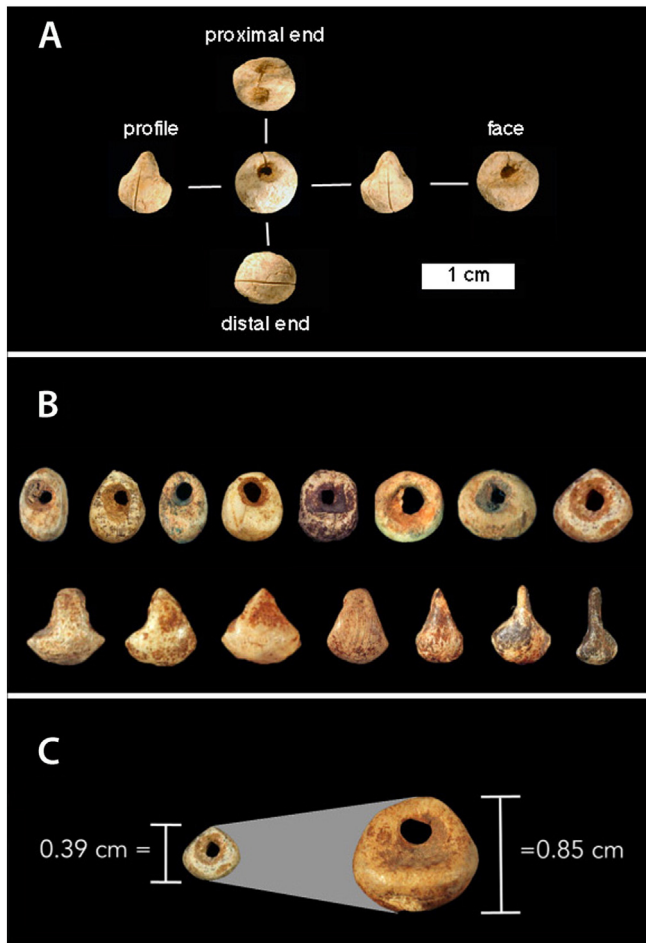 A
proximal end
profile
face
1 cm
distal end
B
C
0.39 cm =
=0.85 cm